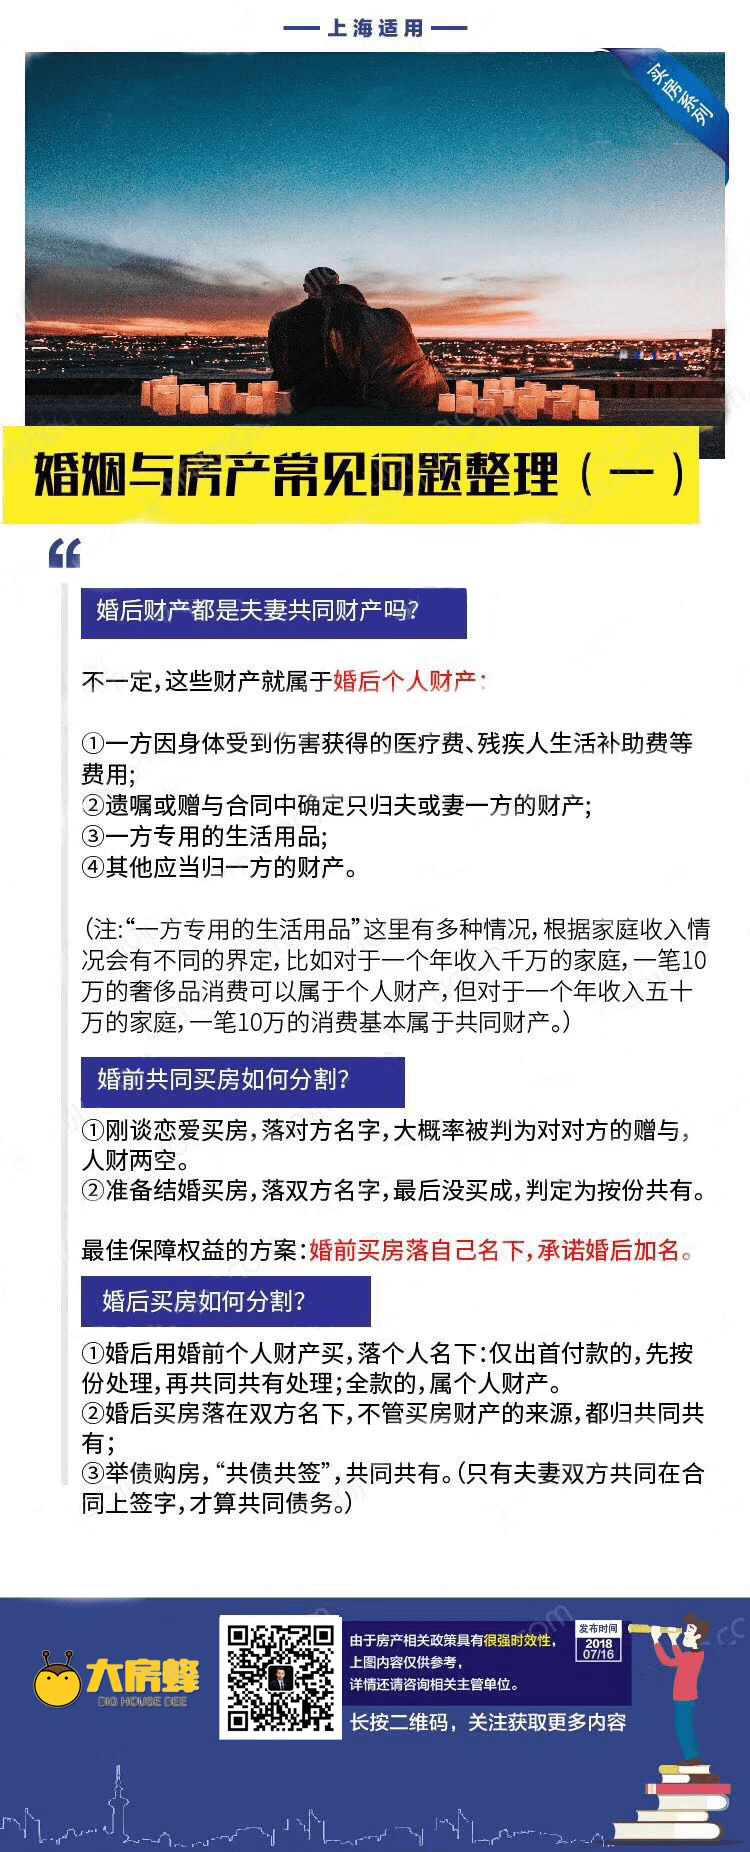 上海适用
买房系列
婚姻与房产常见问题整理（一）
婚后财产都是夫妻共同财产吗?
不一定,这些财产就属于婚后个人财产:
①一方因身体受到伤害获得的医疗费、残疾人生活补助费等
费用;
②遗嘱或赠与合同中确定只归夫或妻一方的财产;
③一方专用的生活用品;
④其他应当归一方的财产。
（注:“一方专用的生活用品”这里有多种情况,根据家庭收入情
况会有不同的界定,比如对于一个年收入千万的家庭,一笔10
万的奢侈品消费可以属于个人财产,但对于一个年收入五十
万的家庭,一笔10万的消费基本属于共同财产。）
婚前共同买房如何分割?
①刚谈恋爱买房,落对方名字,大概率被判为对对方的赠与,
人财两空。
②准备结婚买房,落双方名字,最后没买成,判定为按份共有。
最佳保障权益的方案:婚前买房落自己名下,承诺婚后加名。
婚后买房如何分割?
①婚后用婚前个人财产买,落个人名下:仅出首付款的,先按
份处理,再共同共有处理;全款的,属个人财产。
②婚后买房落在双方名下,不管买房财产的来源,都归共同共
有;
③举债购房,“共债共签”,共同共有。（只有夫妻双方共同在合
同上签字,才算共同债务。）
大房蜂
DIG HOUSE DEE
由于房产相关政策具有很强时效性,
上图内容仅供参考,
详情还请咨询相关主管单位。
发布时间
2018
07/16
长按二维码，关注获取更多内容